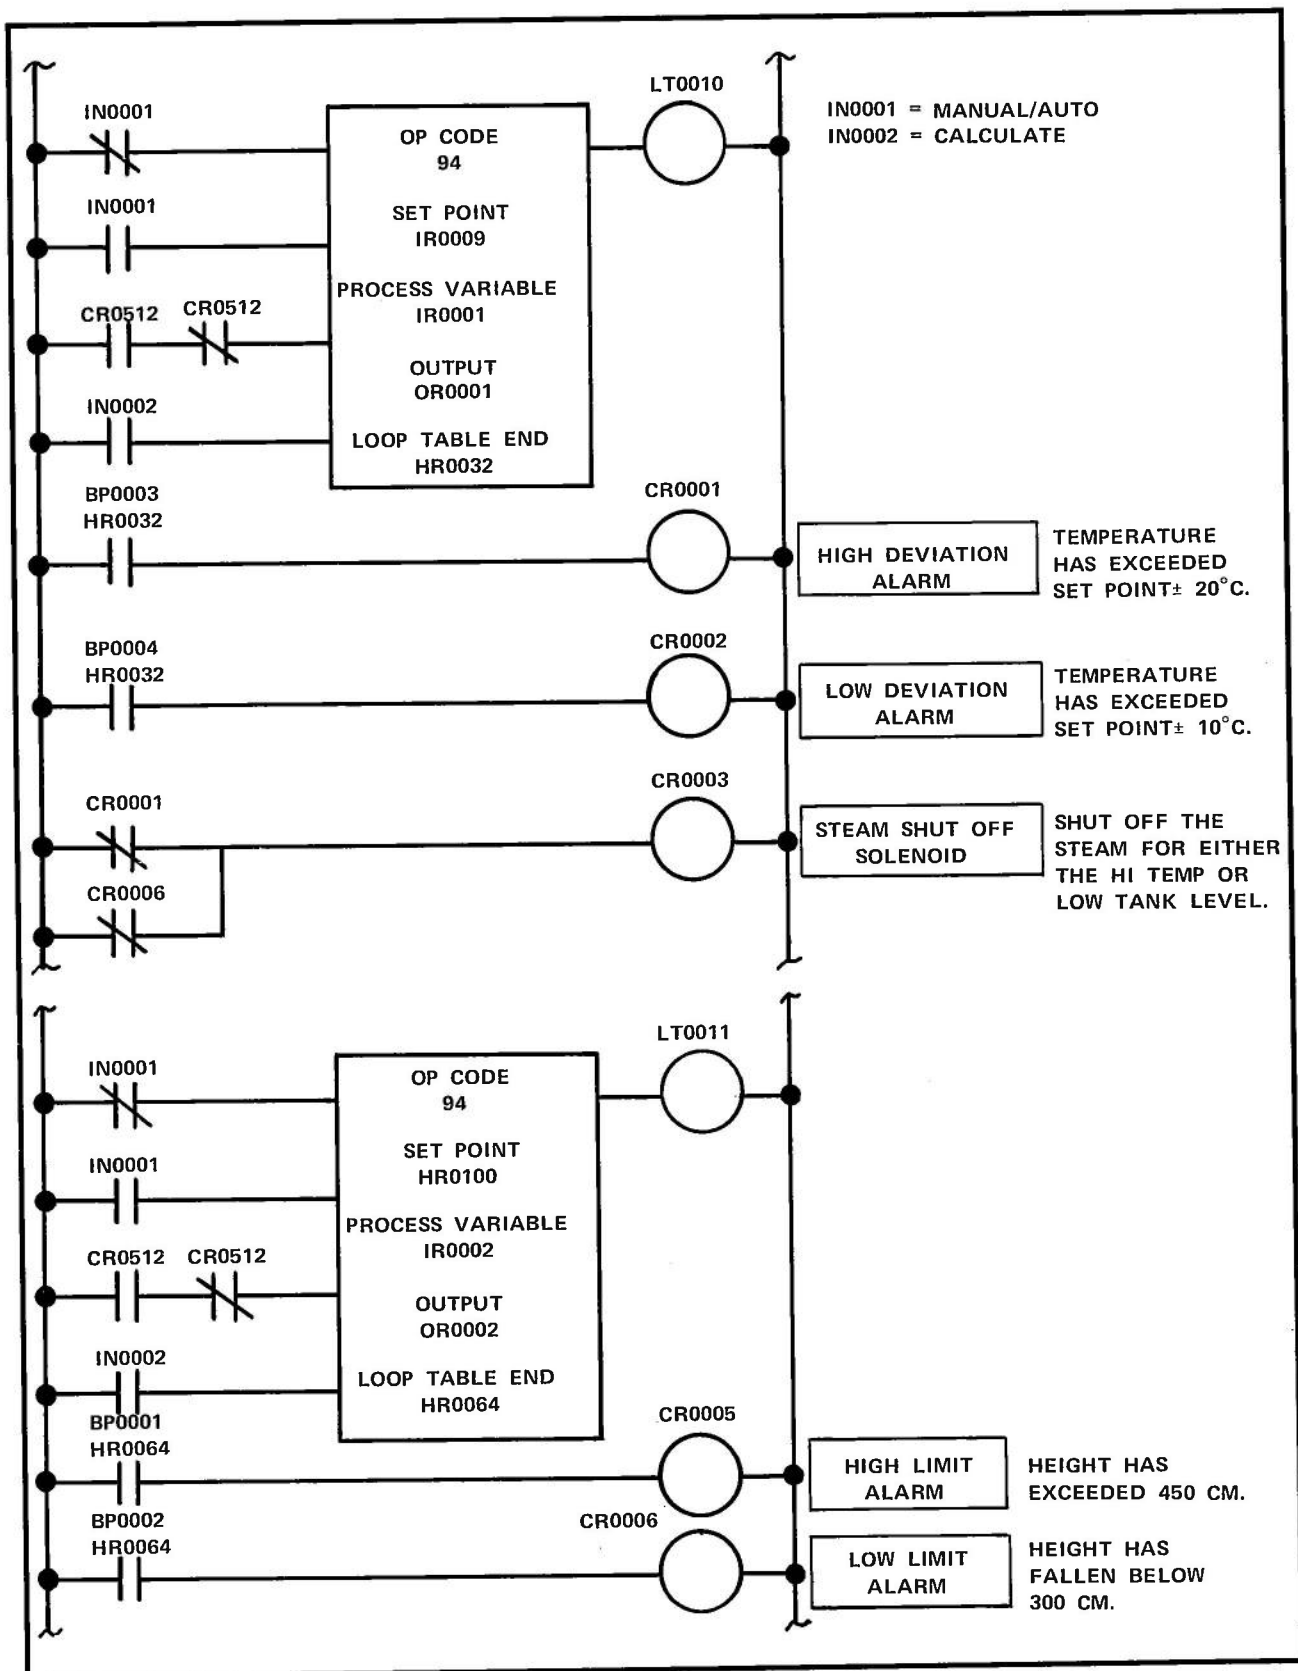 LT0010
IN0001
IN0001 = MANUAL/AUTO
IN0002 = CALCULATE
OP CODE
94
IN0001
SET POINT
IR0009
PROCESS VARIABLE
IR0001
CR0512 CR0512
OUTPUT
OR0001
IN0002
LOOP TABLE END
HR0032
BP0003
HR0032
CR0001
HIGH DEVIATION
ALARM
TEMPERATURE
HAS EXCEEDED
SET POINT± 20°C.
BP0004
HR0032
CR0002
LOW DEVIATION
ALARM
TEMPERATURE
HAS EXCEEDED
SET POINT± 10°C.
CR0003
CR0001
CR0006
STEAM SHUT OFF
SOLENOID
SHUT OFF THE
STEAM FOR EITHER
THE HI TEMP OR
LOW TANK LEVEL.
LT0011
IN0001
OP CODE
94
IN0001
SET POINT
HR0100
PROCESS VARIABLE
IR0002
CR0512 CR0512
OUTPUT
OR0002
IN0002
LOOP TABLE END
HR0064
BP0001
HR0064
CR0005
HIGH LIMIT
ALARM
HEIGHT HAS
EXCEEDED 450 CM.
BP0002
HR0064
CR0006
LOW LIMIT
ALARM
HEIGHT HAS
FALLEN BELOW
300 CM.